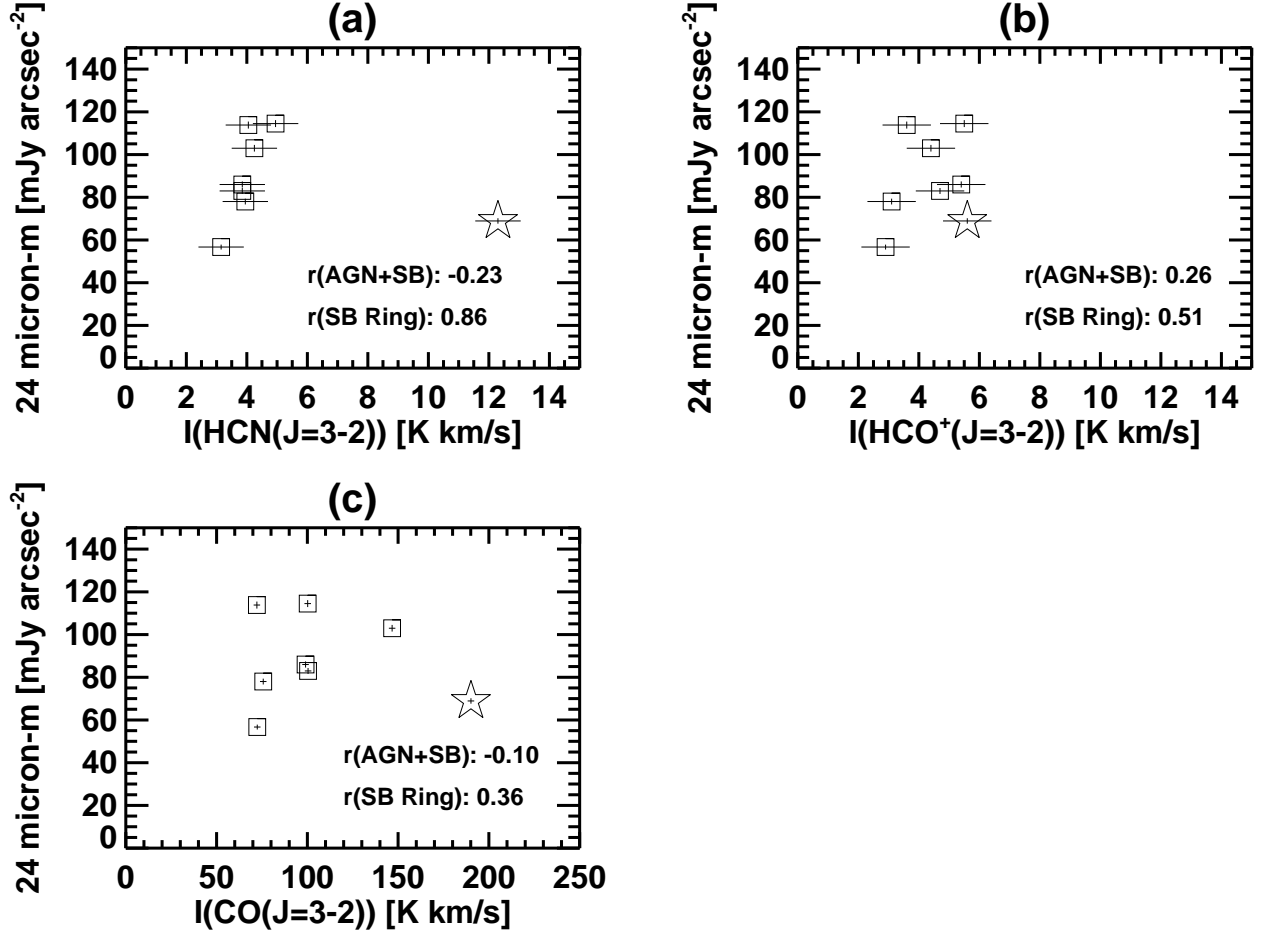 (a)
24 micron-m [mJy arcsec-2]
140
120
100
80
60
40
20
0
r(AGN+SB): -0.23
r(SB Ring): 0.86
0 2 4 6 8 10 12 14
I(HCN(J=3-2)) [K km/s]
(b)
24 micron-m [mJy arcsec-2]
140
120
100
80
60
40
20
0
r(AGN+SB): 0.26
r(SB Ring): 0.51
0 2 4 6 8 10 12 14
I(HCO+(J=3-2)) [K km/s]
(c)
24 micron-m [mJy arcsec-2]
140
120
100
80
60
40
20
0
r(AGN+SB): -0.10
r(SB Ring): 0.36
0 50 100 150 200 250
I(CO(J=3-2)) [K km/s]